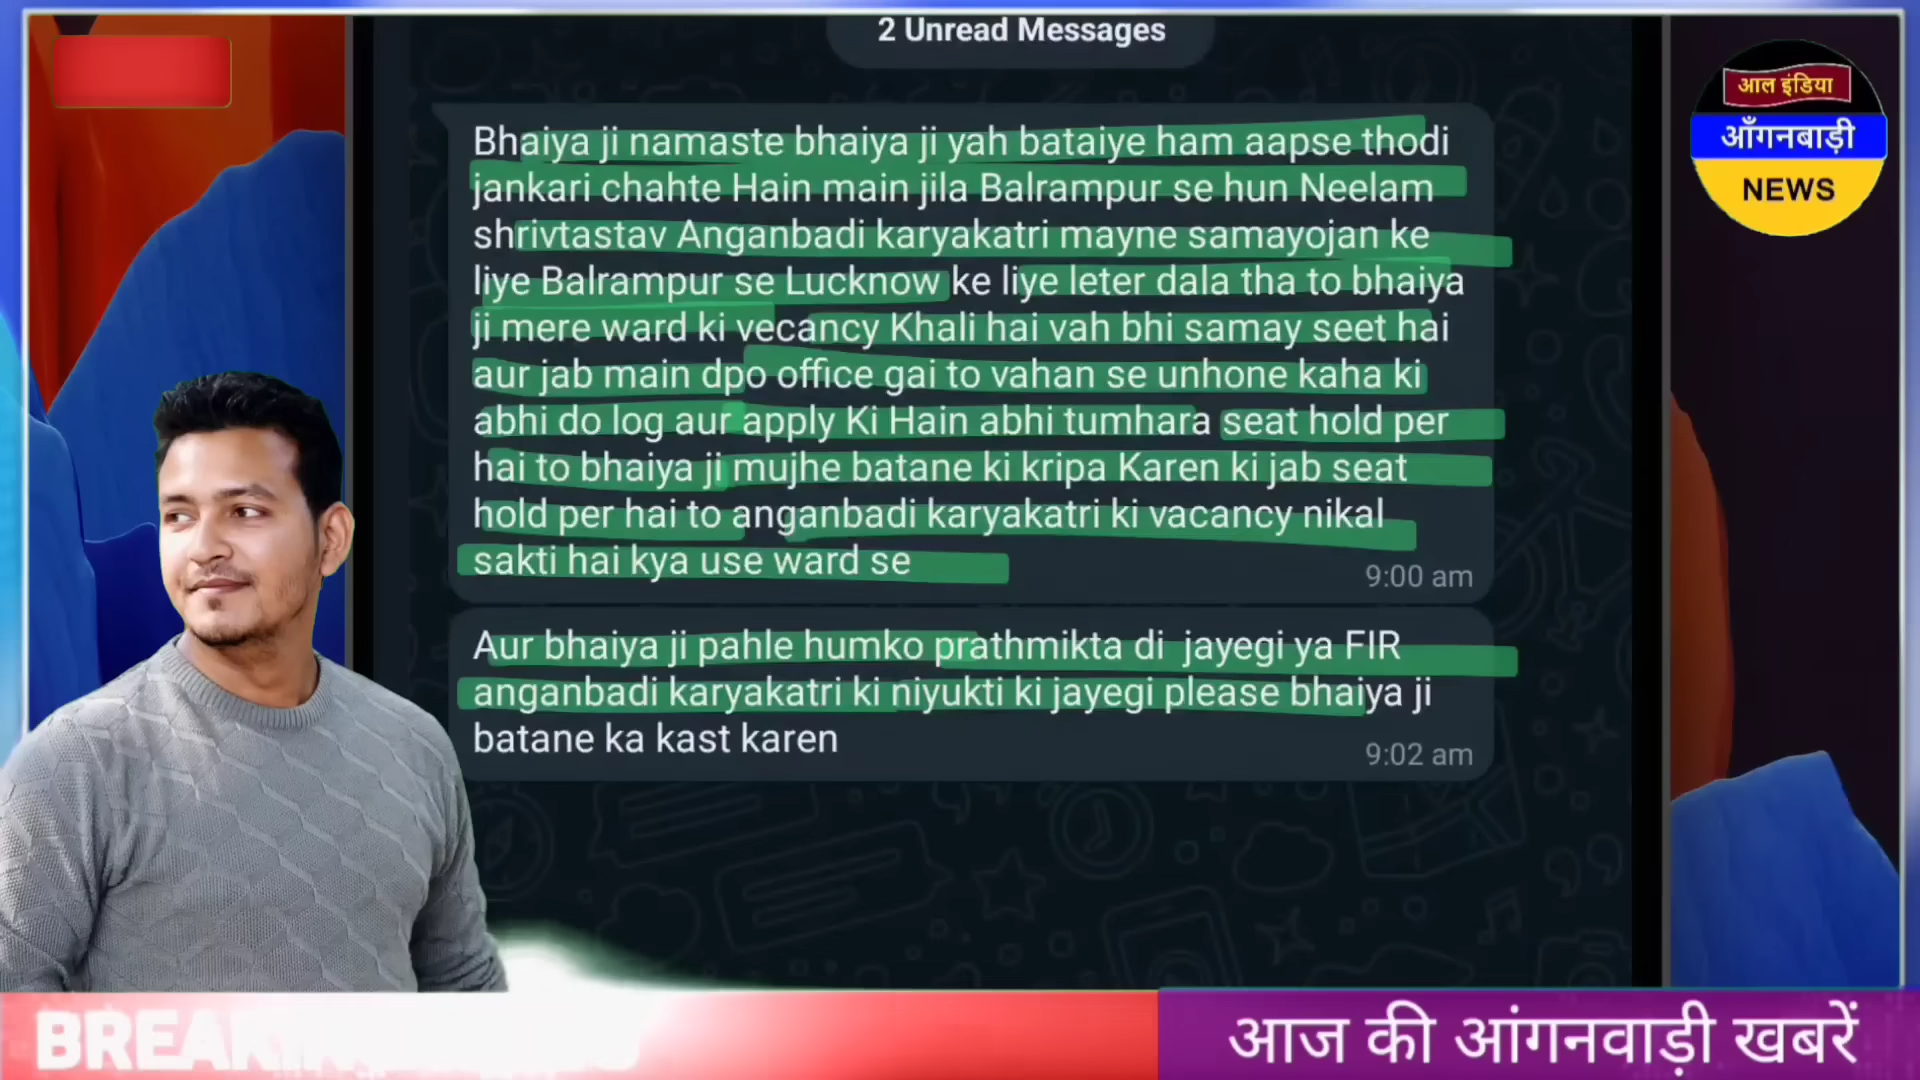 2 Unread Messages
Bhaiya ji namaste bhaiya ji yah bataiye ham aapse thodi
jankari chahte Hain main jila Balrampur se hun Neelam
shrivtastav Anganbadi karyakatri mayne samayojan ke
liye Balrampur se Lucknow ke liye leter dala tha to bhaiya
ji mere ward ki vecancy Khali hai vah bhi samay seet hai
aur jab main dpo office gai to vahan se unhone kaha ki
abhi do log aur apply Ki Hain abhi tumhara seat hold per
hai to bhaiya ji mujhe batane ki kripa Karen ki jab seat
hold per hai to anganbadi karyakatri ki vacancy nikal
sakti hai kya use ward se
9:00 am
Aur bhaiya ji pahle humko prathmikta di jayegi ya FIR
anganbadi karyakatri ki niyukti ki jayegi please bhaiya ji
batane ka kast karen
9:02 am
आल इंडिया
आँगनबाड़ी
NEWS
आज की आंगनवाड़ी खबरें